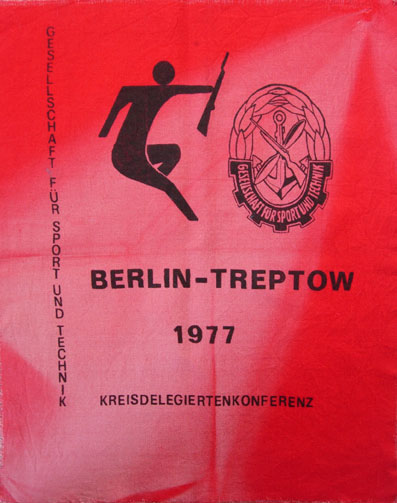 GESELLSCHAFT FÜR SPORT UND TECHNIK
GESELLSCHAFT FÜR SPORT UND TECHNIK
BERLIN-TREPTOW
1977
KREISDELEGIERTENKONFERENZ